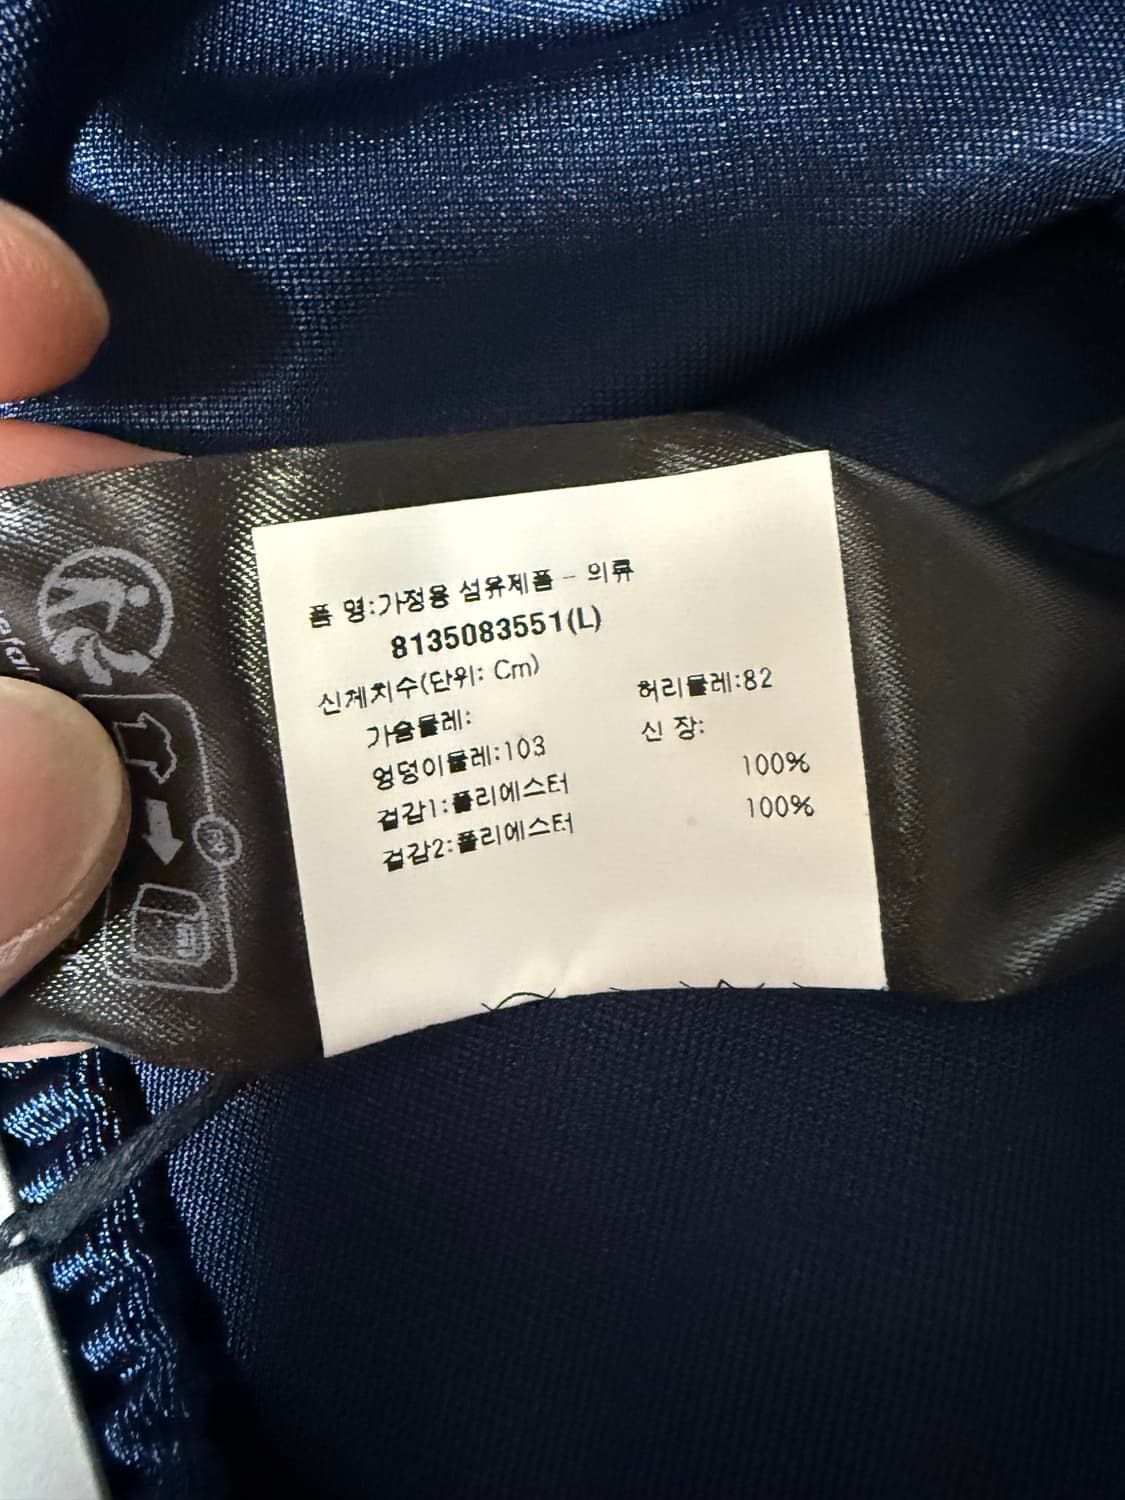 품 명:가정용 섬유제품 - 의류
8135083551(L)
신체치수(단위: Cm)
가슴둘레: 허리둘레:82
엉덩이둘레:103 신 장:
겉감1:폴리에스터 100%
겉감2:폴리에스터 100%